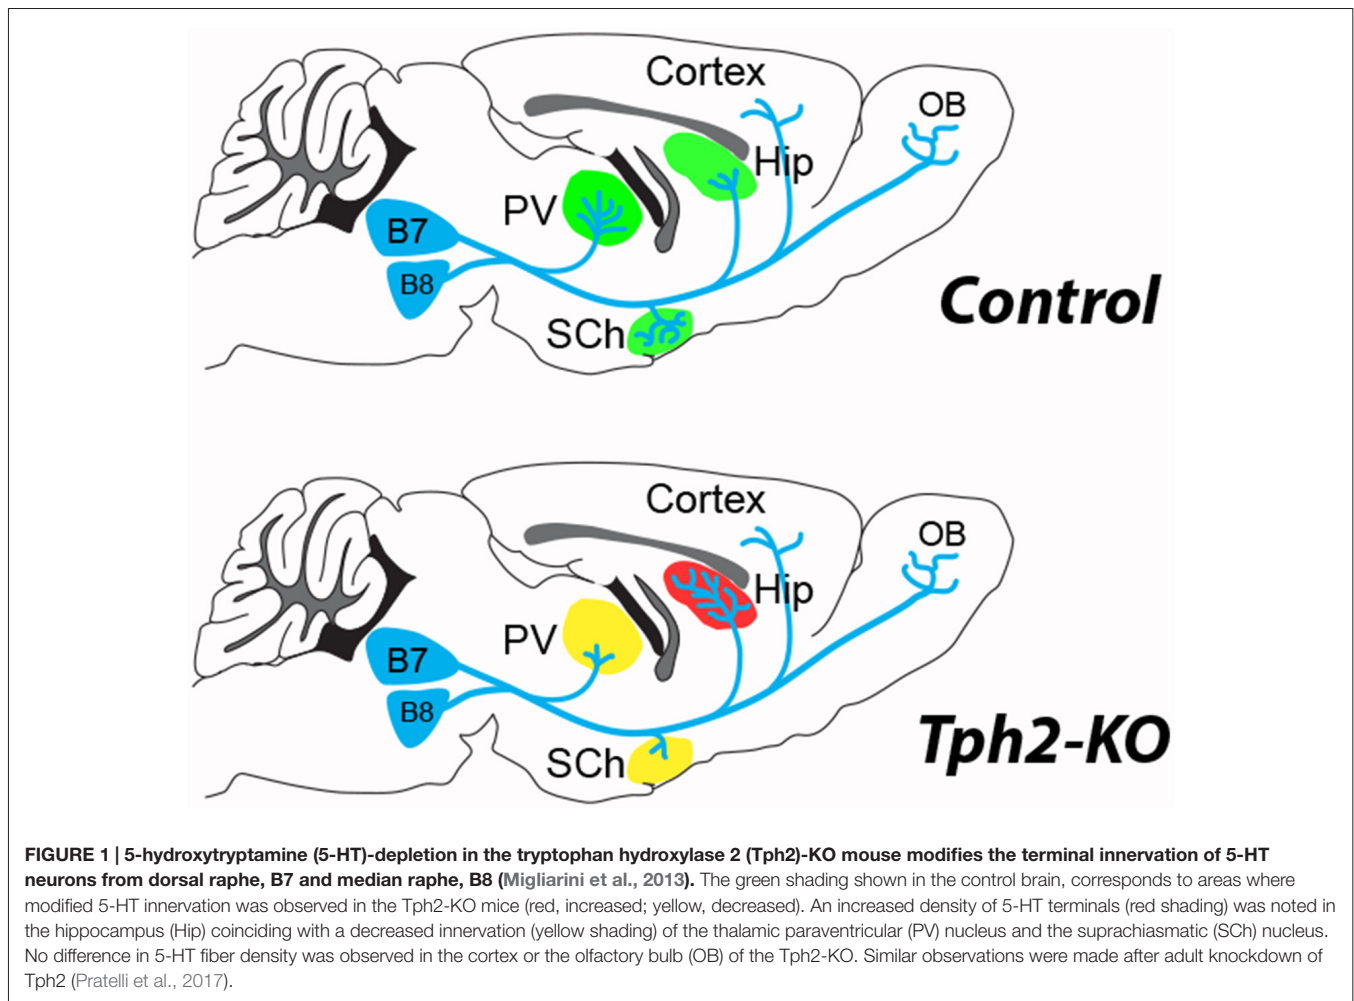 Cortex
OB
Hip
PV
B7
B8
SCh
Control
Cortex
OB
Hip
PV
B7
B8
SCh
Tph2-KO
FIGURE 1 | 5-hydroxytryptamine (5-HT)-depletion in the tryptophan hydroxylase 2 (Tph2)-KO mouse modifies the terminal innervation of 5-HT
neurons from dorsal raphe, B7 and median raphe, B8 (Migliarini et al., 2013). The green shading shown in the control brain, corresponds to areas where
modified 5-HT innervation was observed in the Tph2-KO mice (red, increased; yellow, decreased). An increased density of 5-HT terminals (red shading) was noted in
the hippocampus (Hip) coinciding with a decreased innervation (yellow shading) of the thalamic paraventricular (PV) nucleus and the suprachiasmatic (SCh) nucleus.
No difference in 5-HT fiber density was observed in the cortex or the olfactory bulb (OB) of the Tph2-KO. Similar observations were made after adult knockdown of
Tph2 (Pratelli et al., 2017).